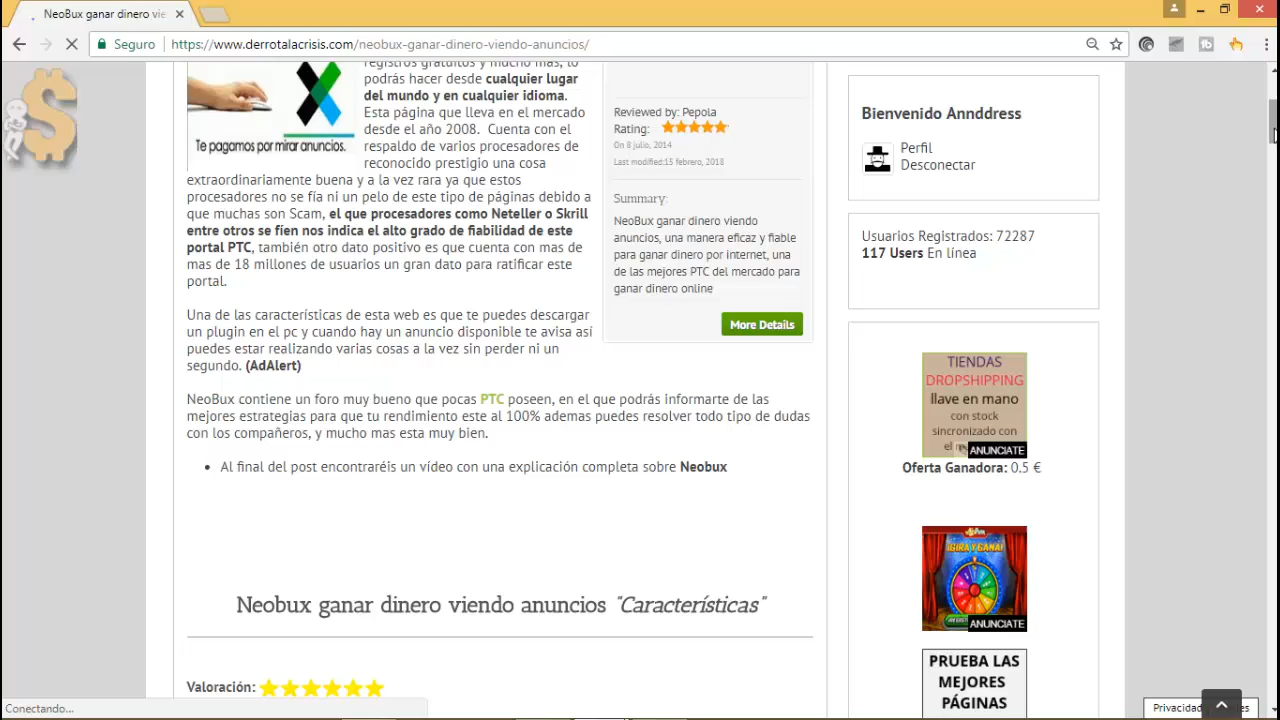 NeoBux ganar dinero vie
Seguro
https://www.derrotalacrisis.com/neobux-ganar-dinero-viendo-anuncios/
Te pagamos por mirar anuncios.
registros gratuitos y mucho más, lo
podrás hacer desde cualquier lugar
del mundo y en cualquier idioma.
Esta página que lleva en el mercado
desde el año 2008. Cuenta con el
respaldo de varios procesadores de
reconocido prestigio una cosa
extraordinariamente buena y a la vez rara ya que estos
procesadores no se fía ni un pelo de este tipo de páginas debido a
que muchas son Scam, el que procesadores como Neteller o Skrill
entre otros se fíen nos indica el alto grado de fiabilidad de este
portal PTC, también otro dato positivo es que cuenta con mas de
mas de 18 millones de usuarios un gran dato para ratificar este
portal.
Una de las características de esta web es que te puedes descargar
un plugin en el pc y cuando hay un anuncio disponible te avisa así
puedes estar realizando varias cosas a la vez sin perder ni un
segundo. (AdAlert)
NeoBux contiene un foro muy bueno que pocas PTC poseen, en el que podrás informarte de las
mejores estrategias para que tu rendimiento este al 100% ademas puedes resolver todo tipo de dudas
con los compañeros, y mucho mas esta muy bien.
• Al final del post encontraréis un vídeo con una explicación completa sobre Neobux
Neobux ganar dinero viendo anuncios "Características"
Valoración:
Reviewed by: Pepola
Rating:
On 8 julio, 2014
Last modified:15 febrero, 2018
Summary:
NeoBux ganar dinero viendo
anuncios, una manera eficaz y fiable
para ganar dinero por internet, una
de las mejores PTC del mercado para
ganar dinero online
More Details
Bienvenido Annddress
Perfil
Desconectar
Usuarios Registrados: 72287
117 Users En línea
TIENDAS
DROPSHIPPING
llave en mano
con stock
sincronizado con
el
ANUNCIATE
Oferta Ganadora: 0.5 €
¡GIRA Y GANA!
ANUNCIATE
PRUEBA LAS
MEJORES
PÁGINAS
Conectando...
Privacidad